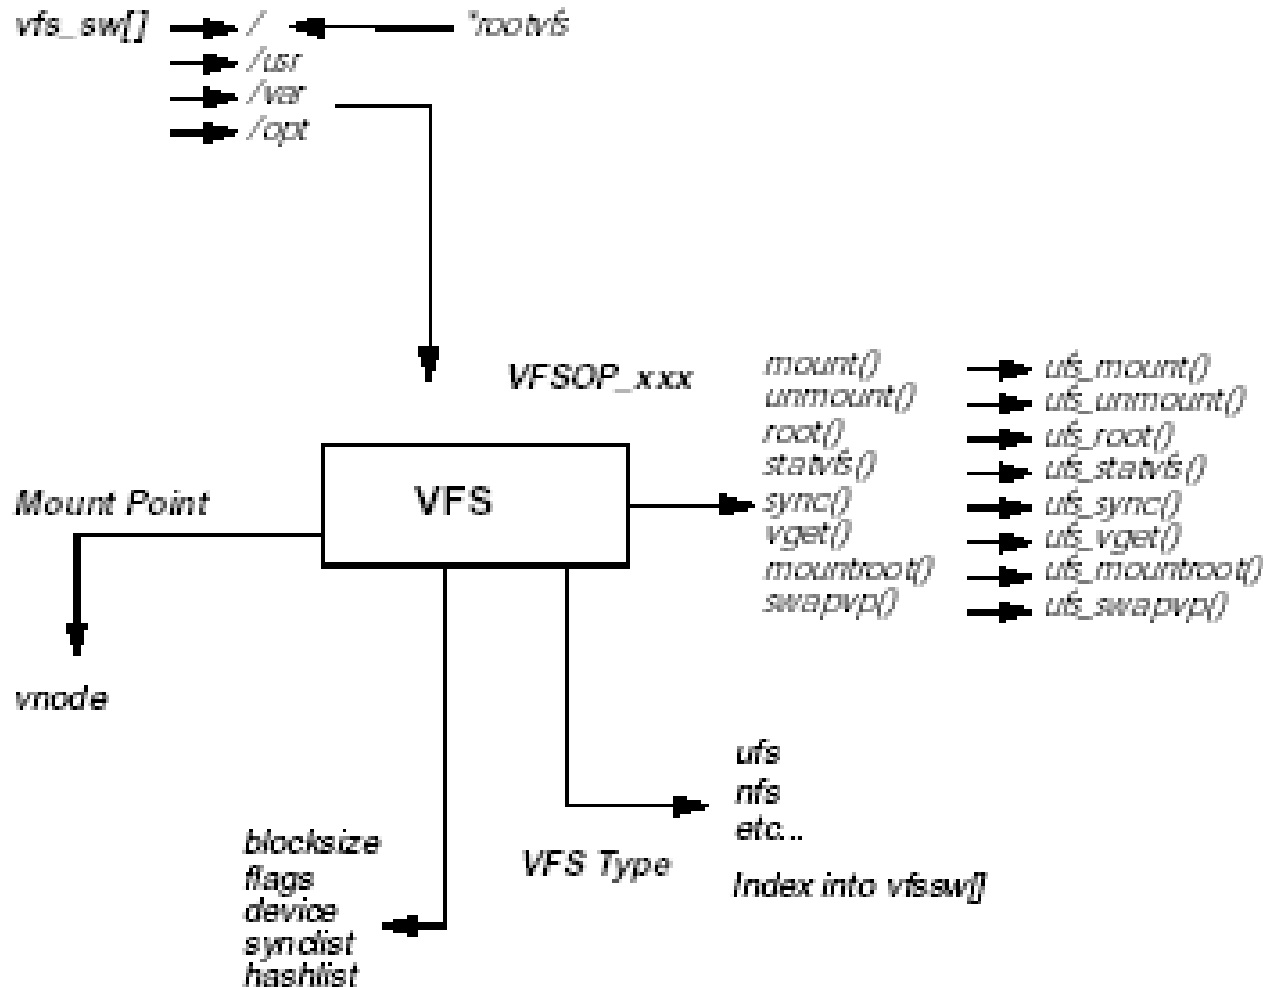 vfs_sw[] / "rootvfs
/usr
/var
/opt
VFSOP_xxx
mount() ufs_mount()
unmount() ufs_unmount()
root() ufs_root()
statvfs() ufs_statvfs()
sync() ufs_sync()
vget() ufs_vget()
mountroot() ufs_mountroot()
swapvp() ufs_swapvp()
Mount Point
VFS
vnode
ufs
nfs
etc...
VFS Type
Index into vfssw[]
blocksize
flags
device
synclist
hashlist